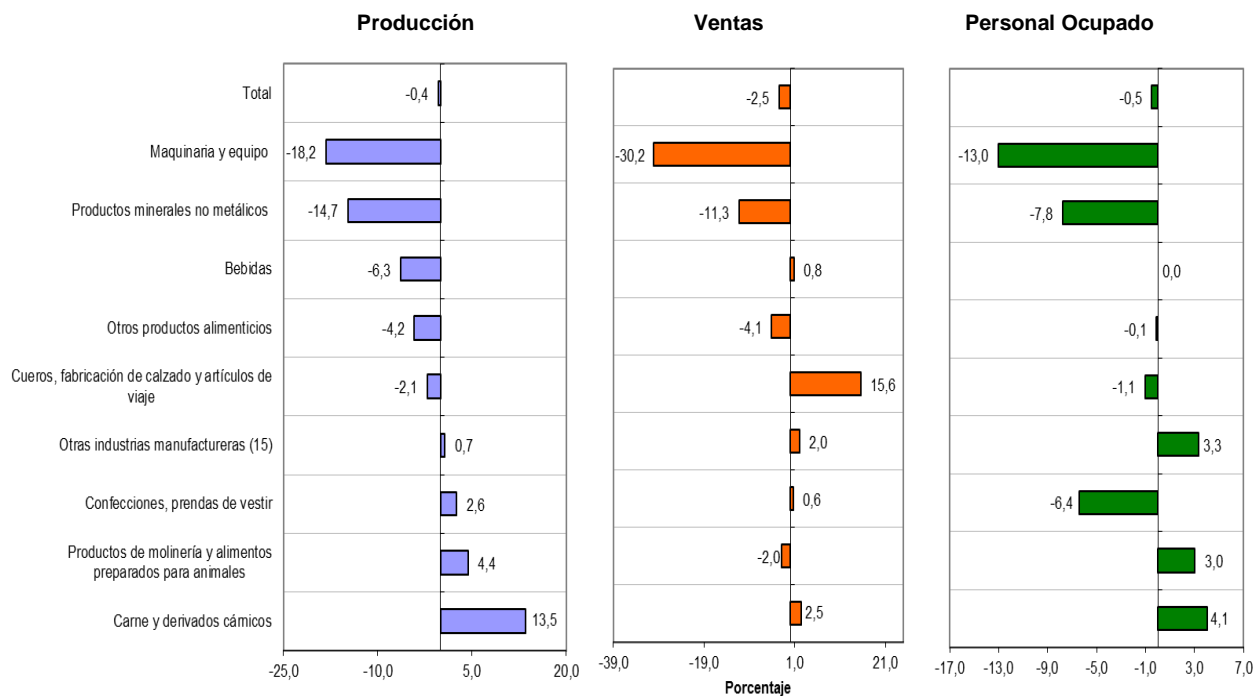 Producción Ventas Personal Ocupado
Total -0,4 -2,5 -0,5
Maquinaria y equipo -18,2 -30,2 -13,0
Productos minerales no metálicos -14,7 -11,3 -7,8
Bebidas -6,3 0,8 0,0
Otros productos alimenticios -4,2 -4,1 -0,1
Cueros, fabricación de calzado y artículos de
viaje -2,1 15,6 -1,1
Otras industrias manufactureras (15) 0,7 2,0 3,3
Confecciones, prendas de vestir 2,6 0,6 -6,4
Productos de molinería y alimentos
preparados para animales 4,4 -2,0 3,0
Carne y derivados cárnicos 13,5 2,5 4,1
-25,0 -10,0 5,0 20,0 -39,0 -19,0 1,0 21,0 -17,0 -13,0 -9,0 -5,0 -1,0 3,0 7,0
Porcentaje